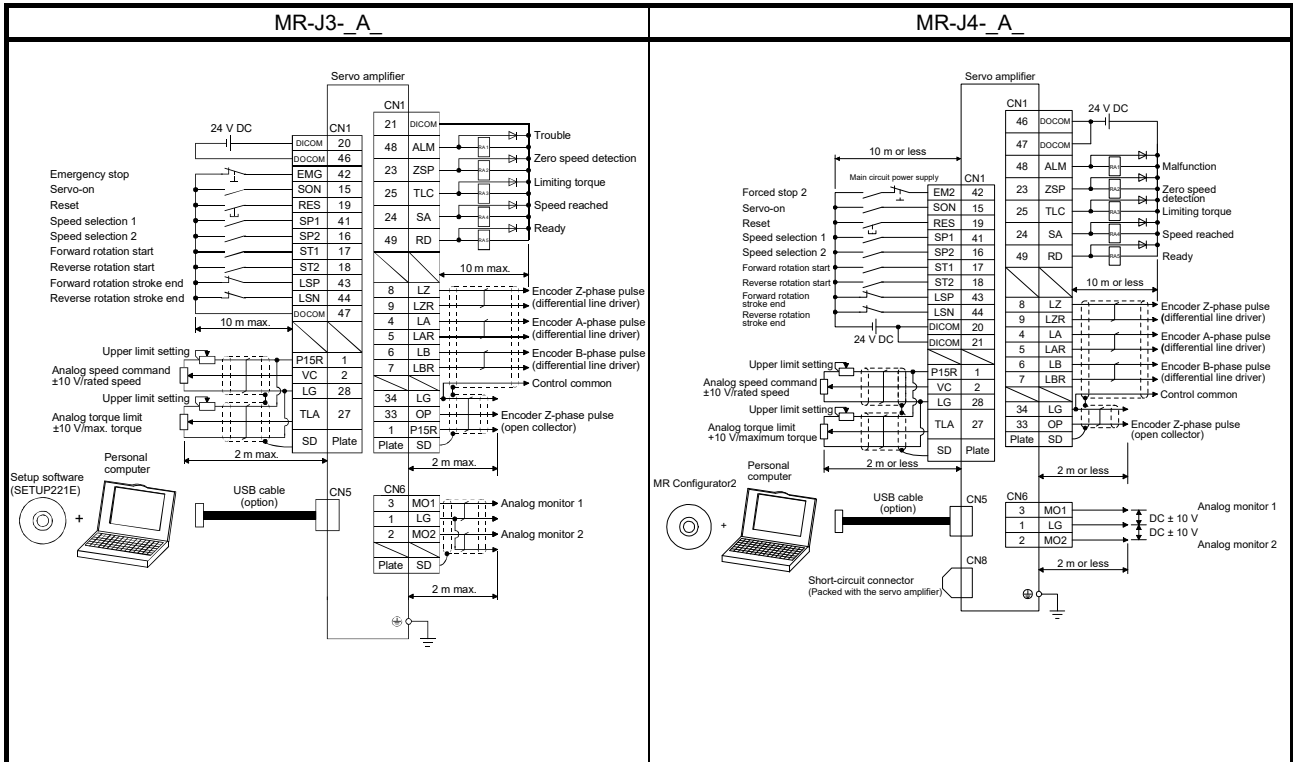 MR-J3-_A_
Servo amplifier
CN1
21 DICOM
24 V DC
CN1
DICOM 20
DOCOM 46
48 ALM RA1 Trouble
Emergency stop EMG 42
23 ZSP RA2 Zero speed detection
Servo-on SON 15
25 TLC RA3 Limiting torque
Reset RES 19
Speed selection 1 SP1 41
24 SA RA4 Speed reached
Speed selection 2 SP2 16
49 RD RA5 Ready
Forward rotation start ST1 17
Reverse rotation start ST2 18
10 m max.
Forward rotation stroke end LSP 43
Reverse rotation stroke end LSN 44
DOCOM 47
10 m max.
8 LZ Encoder Z-phase pulse
9 LZR (differential line driver)
4 LA Encoder A-phase pulse
5 LAR (differential line driver)
6 LB Encoder B-phase pulse
7 LBR (differential line driver)
Control common
34 LG
33 OP Encoder Z-phase pulse
1 P15R (open collector)
Plate SD
2 m max.
Upper limit setting
P15R 1
Analog speed command
±10 V/rated speed
VC 2
LG 28
Upper limit setting
Analog torque limit
±10 V/max. torque
TLA 27
SD Plate
2 m max.
Setup software
(SETUP221E)
+
Personal
computer
USB cable
(option)
CN5
CN6
3 MO1 Analog monitor 1
1 LG
2 MO2 Analog monitor 2
Plate SD
2 m max.
MR-J4-_A_
Servo amplifier
CN1
46 DOCOM
24 V DC
47 DOCOM
10 m or less
48 ALM RA1 Malfunction
Main circuit power supply
CN1
Forced stop 2 EM2 42
23 ZSP RA2 Zero speed
detection
Servo-on SON 15
25 TLC RA3 Limiting torque
Reset RES 19
Speed selection 1 SP1 41
24 SA RA4 Speed reached
Speed selection 2 SP2 16
49 RD RA5 Ready
Forward rotation start ST1 17
Reverse rotation start ST2 18
10 m or less
Forward rotation
stroke end
LSP 43
Reverse rotation
stroke end
LSN 44
DICOM 20
24 V DC
DICOM 21
8 LZ Encoder Z-phase pulse
9 LZR (differential line driver)
4 LA Encoder A-phase pulse
5 LAR (differential line driver)
6 LB Encoder B-phase pulse
7 LBR (differential line driver)
Control common
34 LG
33 OP Encoder Z-phase pulse
(open collector)
Plate SD
2 m or less
Upper limit setting
P15R 1
Analog speed command
±10 V/rated speed
VC 2
LG 28
Upper limit setting
Analog torque limit
+10 V/maximum torque
TLA 27
SD Plate
2 m or less
MR Configurator2
+
Personal
computer
USB cable
(option)
CN5
CN6
3 MO1 Analog monitor 1
DC ± 10 V
1 LG
DC ± 10 V
2 MO2 Analog monitor 2
2 m or less
CN8
Short-circuit connector
(Packed with the servo amplifier)